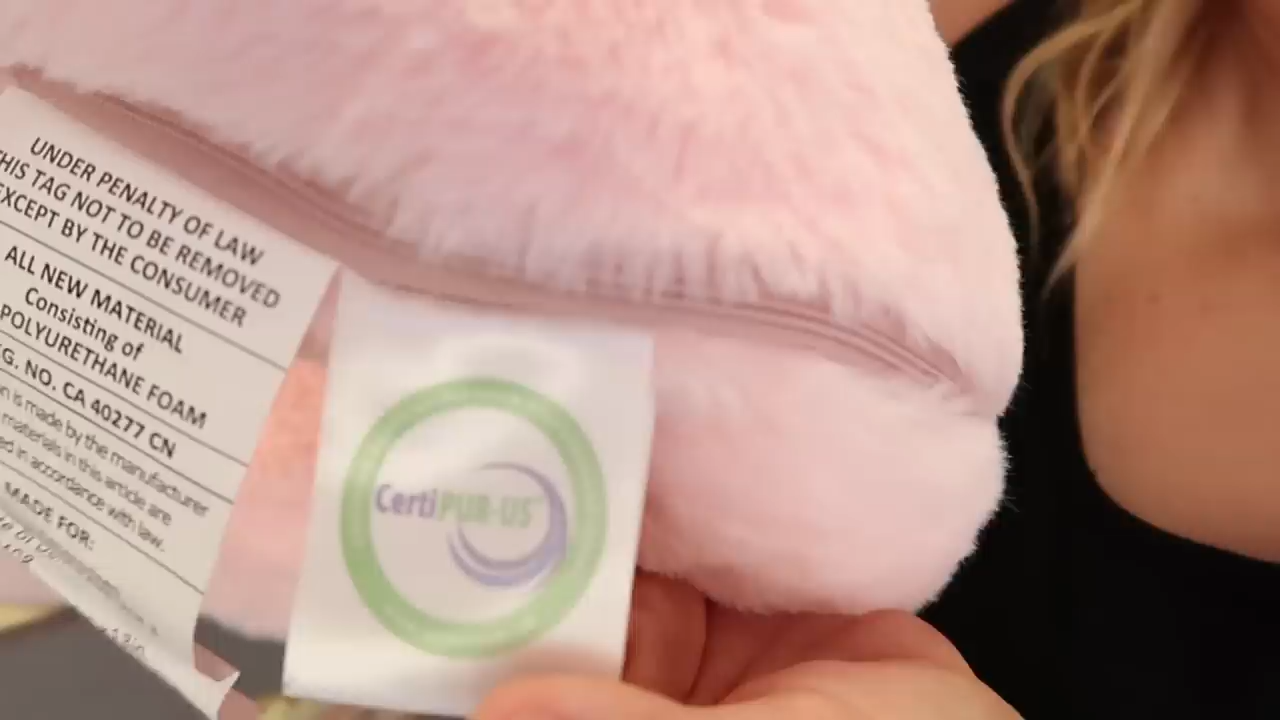 UNDER PENALTY OF LAW
THIS TAG NOT TO BE REMOVED
EXCEPT BY THE CONSUMER
ALL NEW MATERIAL
Consisting of
POLYURETHANE FOAM
NO. CA 40277 CN
is made by the manufacturer
materials in this article are
in accordance with law.
MADE FOR:
CertiPUR-US